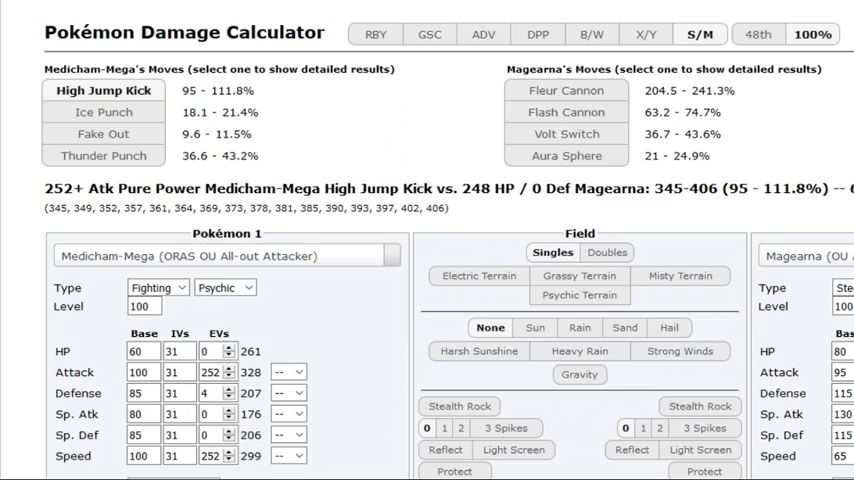 Pokémon Damage Calculator RBY GSC ADV DPP B/W X/Y S/M 48th 100%
Medicham-Mega's Moves (select one to show detailed results) Magearna's Moves (select one to show detailed results)
High Jump Kick 95 - 111.8% Fleur Cannon 204.5 - 241.3%
Ice Punch 18.1 - 21.4% Flash Cannon 63.2 - 74.7%
Fake Out 9.6 - 11.5% Volt Switch 36.7 - 43.6%
Thunder Punch 36.6 - 43.2% Aura Sphere 21 - 24.9%
252+ Atk Pure Power Medicham-Mega High Jump Kick vs. 248 HP / 0 Def Magearna: 345-406 (95 - 111.8%) -- 6
(345, 349, 352, 357, 361, 364, 369, 373, 378, 381, 385, 390, 393, 397, 402, 406)
Pokémon 1 Field
Medicham-Mega (ORAS OU All-out Attacker) Singles Doubles Magearna (OU A
Electric Terrain Grassy Terrain Misty Terrain
Type Fighting Psychic Psychic Terrain Type Ste
Level 100 Level 100
None Sun Rain Sand Hail
Base IVs EVs Base
HP 60 31 0 261 Harsh Sunshine Heavy Rain Strong Winds HP 80
Attack 100 31 252 328 -- Gravity Attack 95
Defense 85 31 4 207 -- Defense 115
Sp. Atk 80 31 0 176 -- Stealth Rock Stealth Rock Sp. Atk 130
Sp. Def 85 31 0 206 -- 0 1 2 3 Spikes 0 1 2 3 Spikes Sp. Def 115
Speed 100 31 252 299 -- Reflect Light Screen Reflect Light Screen Speed 65
Protect Protect